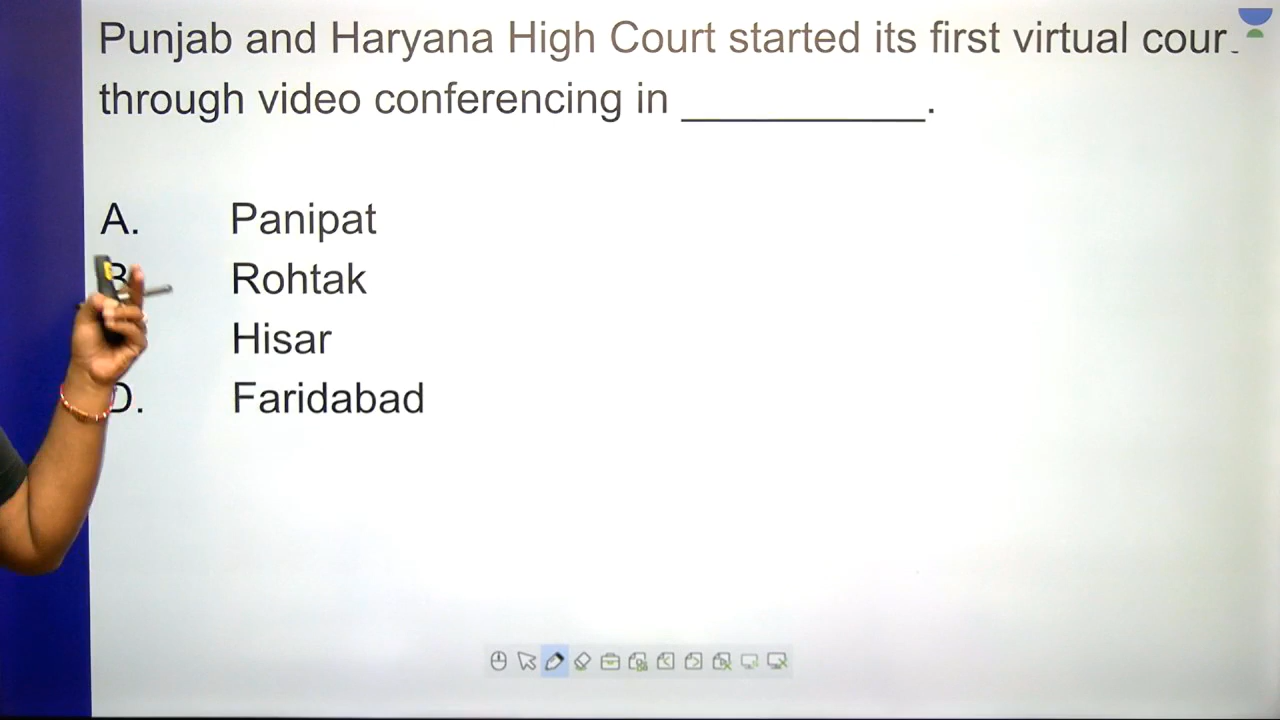 Punjab and Haryana High Court started its first virtual cour
through video conferencing in ___________.
A. Panipat
B. Rohtak
Hisar
D. Faridabad